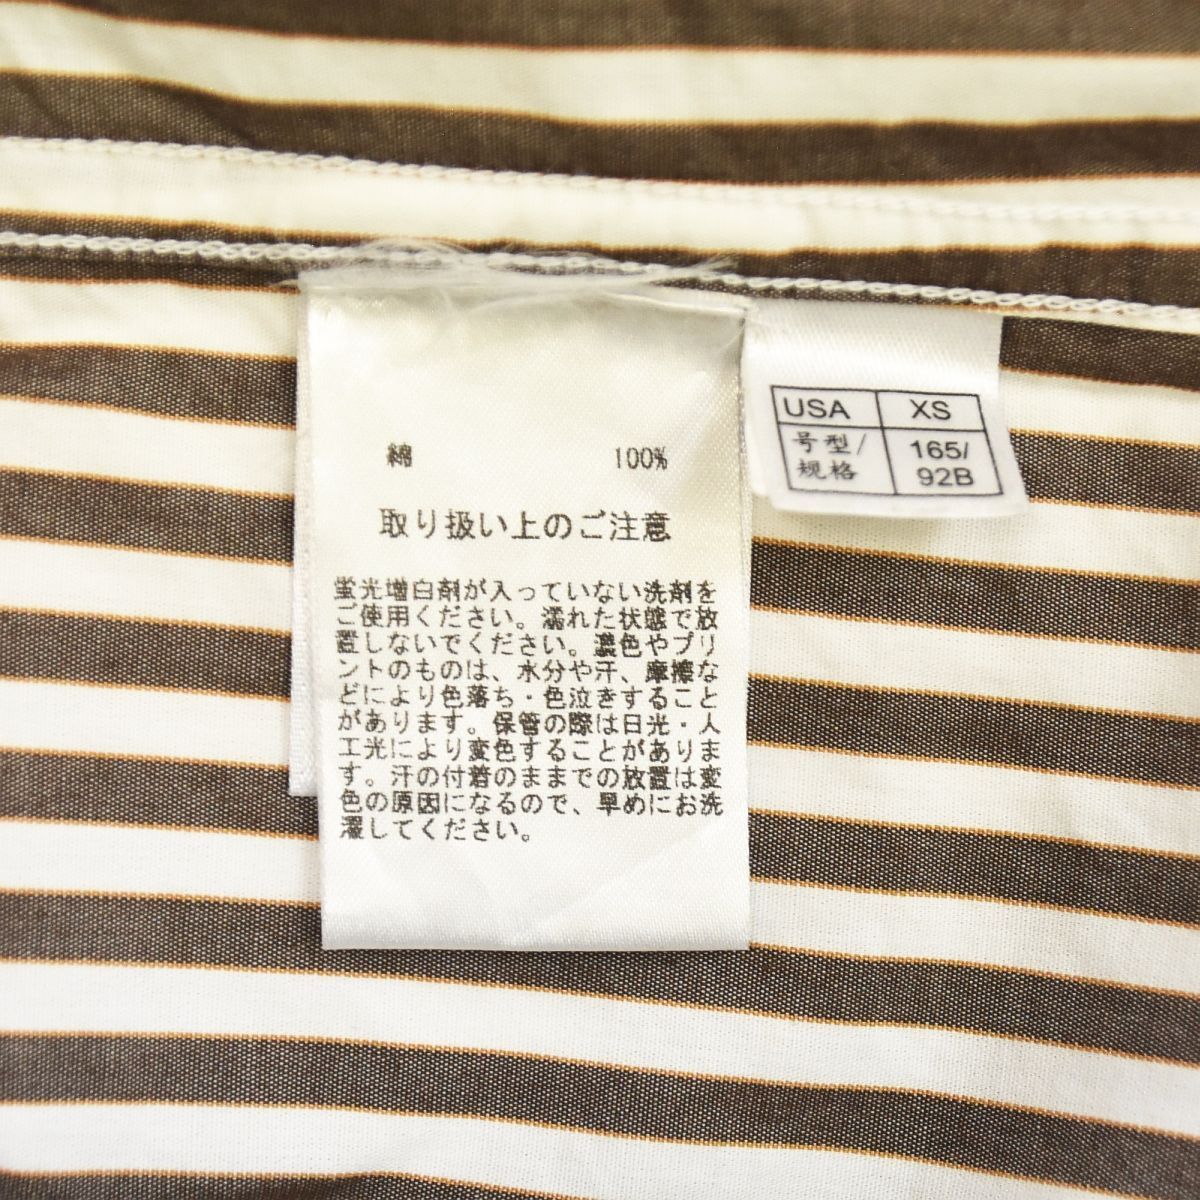 綿 100%
取り扱い上のご注意
蛍光増白剤が入っていない洗剤を
ご使用ください。濡れた状態で放
置しないでください。濃色やプリ
ントのものは、水分や汗、摩擦な
どにより色落ち・色泣きをすること
があります。保管の際は日光・人
工光により変色することがありま
す。汗の付着のままでの放置は変
色の原因になるので、早めにお洗
濯してください。
USA XS
号型/ 165/
规格 92B